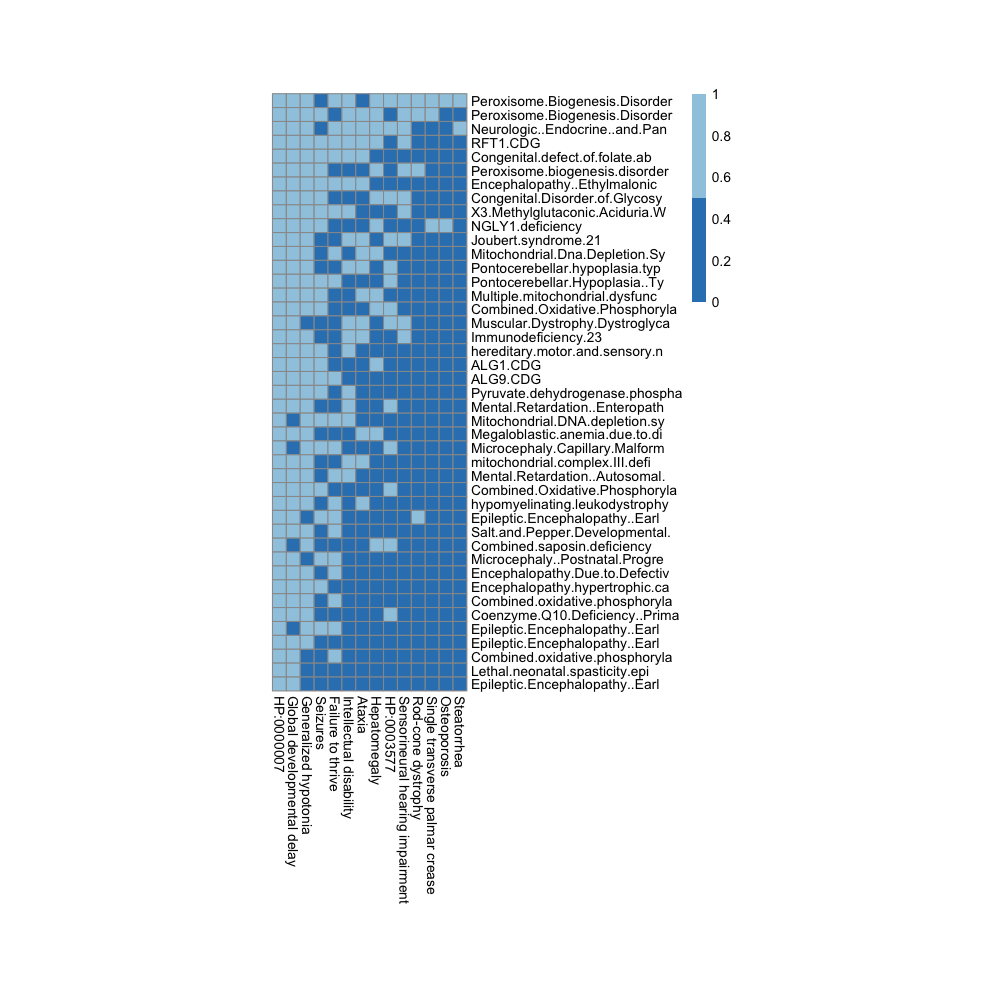 Peroxisome.Biogenesis.Disorder
Peroxisome.Biogenesis.Disorder
Neurologic..Endocrine..and.Pan
RFT1.CDG
Congenital.defect.of.folate.ab
Peroxisome.biogenesis.disorder
Encephalopathy..Ethylmalonic
Congenital.Disorder.of.Glycosy
X3.Methylglutaconic.Aciduria.W
NGLY1.deficiency
Joubert.syndrome.21
Mitochondrial.Dna.Depletion.Sy
Pontocerebellar.hypoplasia.typ
Pontocerebellar.Hypoplasia..Ty
Multiple.mitochondrial.dysfunc
Combined.Oxidative.Phosphoryla
Muscular.Dystrophy.Dystroglyca
Immunodeficiency.23
hereditary.motor.and.sensory.n
ALG1.CDG
ALG9.CDG
Pyruvate.dehydrogenase.phospha
Mental.Retardation..Enteropath
Mitochondrial.DNA.depletion.sy
Megaloblastic.anemia.due.to.di
Microcephaly.Capillary.Malform
mitochondrial.complex.III.defi
Mental.Retardation..Autosomal.
Combined.Oxidative.Phosphoryla
hypomyelinating.leukodystrophy
Epileptic.Encephalopathy..Earl
Salt.and.Pepper.Developmental.
Combined.saposin.deficiency
Microcephaly..Postnatal.Progre
Encephalopathy.Due.to.Defectiv
Encephalopathy.hypertrophic.ca
Combined.oxidative.phosphoryla
Coenzyme.Q10.Deficiency..Prima
Epileptic.Encephalopathy..Earl
Epileptic.Encephalopathy..Earl
Combined.oxidative.phosphoryla
Lethal.neonatal.spasticity.epi
Epileptic.Encephalopathy..Earl
HP:0000007
Global developmental delay
Generalized hypotonia
Seizures
Failure to thrive
Intellectual disability
Ataxia
Hepatomegaly
HP:0003577
Sensorineural hearing impairment
Rod-cone dystrophy
Single transverse palmar crease
Osteoporosis
Steatorrhea
1
0.8
0.6
0.4
0.2
0